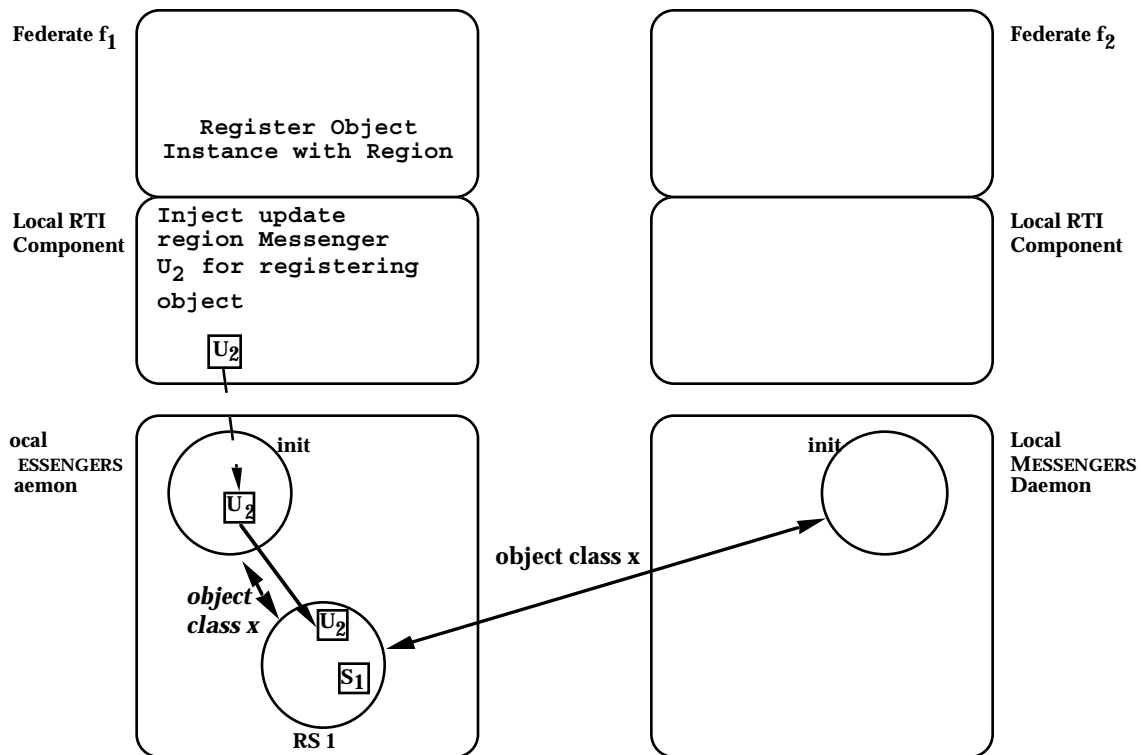 Federate f1
Federate f2
Register Object
Instance with Region
Local RTI
Component
Inject update
region Messenger
U2 for registering
object
Local RTI
Component
U2
ocal
ESSENGERS
aemon
init
init
Local
MESSENGERS
Daemon
U2
object class x
object
class x
U2
S1
RS 1